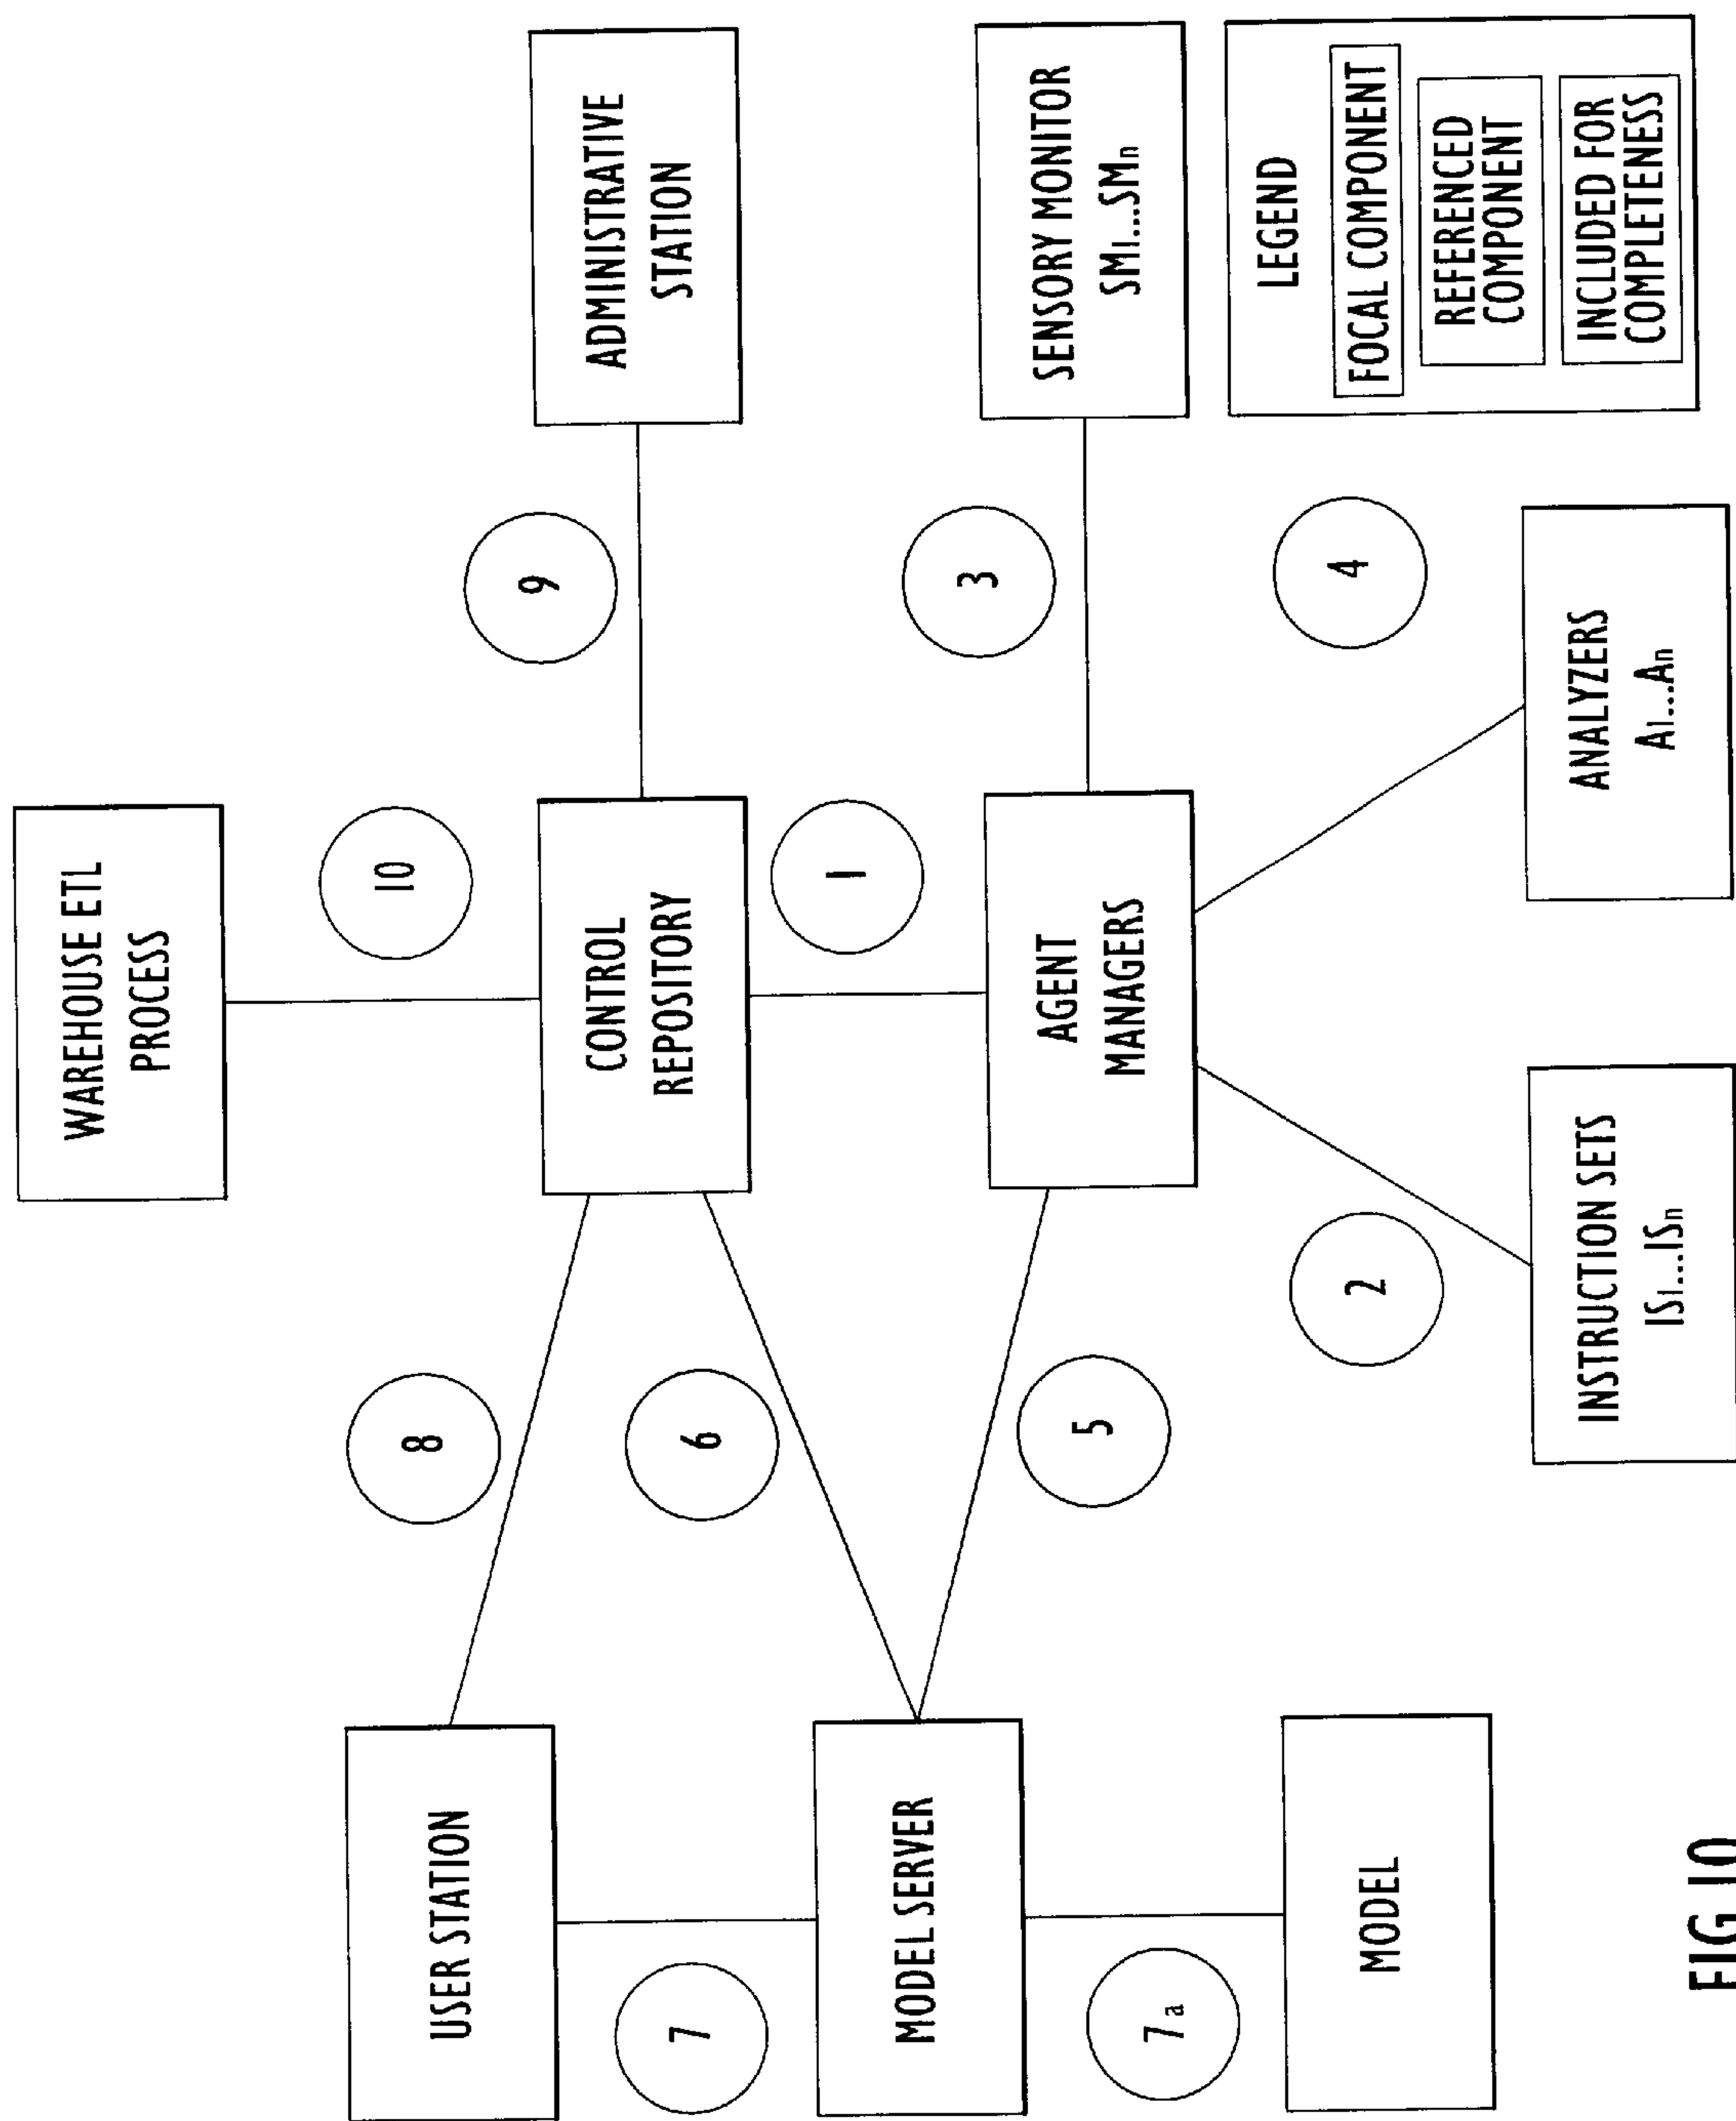 WAREHOUSE ETL
PROCESS
10
USER STATION
8
CONTROL
REPOSITORY
9
ADMINISTRATIVE
STATION
7
6
1
MODEL SERVER
5
AGENT
MANAGERS
3
SENSORY MONITOR
SM1...SMn
7a
2
4
MODEL
INSTRUCTION SETS
IS1...ISn
ANALYZERS
A1...An
LEGEND
FOCAL COMPONENT
REFERENCED
COMPONENT
INCLUDED FOR
COMPLETENESS
FIG.10